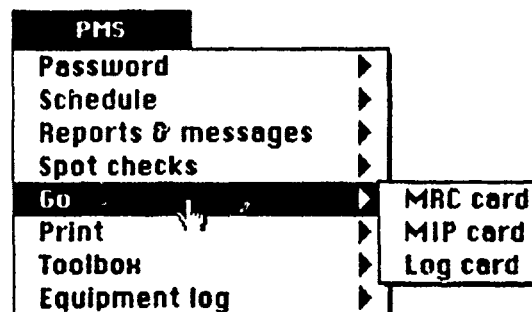 PMS
Password
Schedule
Reports & messages
Spot checks
Go
MRC card
Print
MIP card
Toolbox
Log card
Equipment log